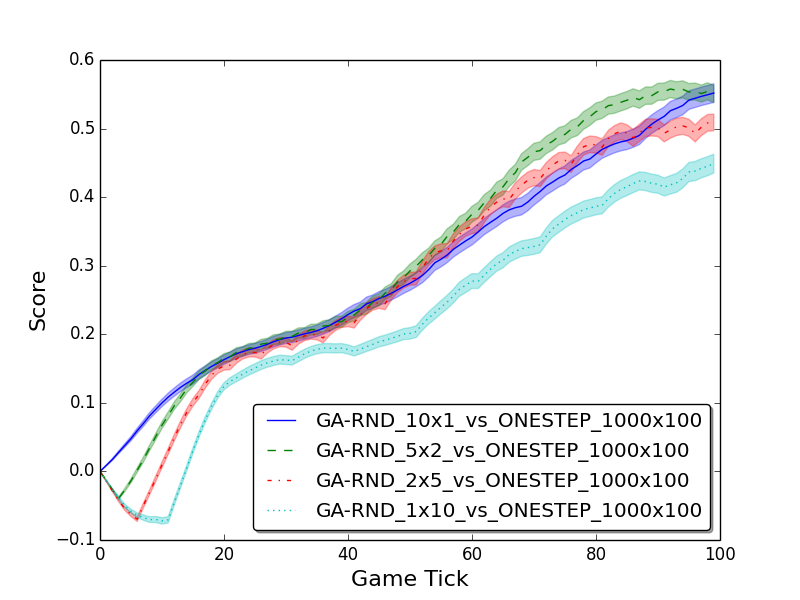 0.6
0.5
0.4
0.3
0.2
0.1
0.0
−0.1
Score
GA-RND_10x1_vs_ONESTEP_1000x100
GA-RND_5x2_vs_ONESTEP_1000x100
GA-RND_2x5_vs_ONESTEP_1000x100
GA-RND_1x10_vs_ONESTEP_1000x100
0 20 40 60 80 100
Game Tick